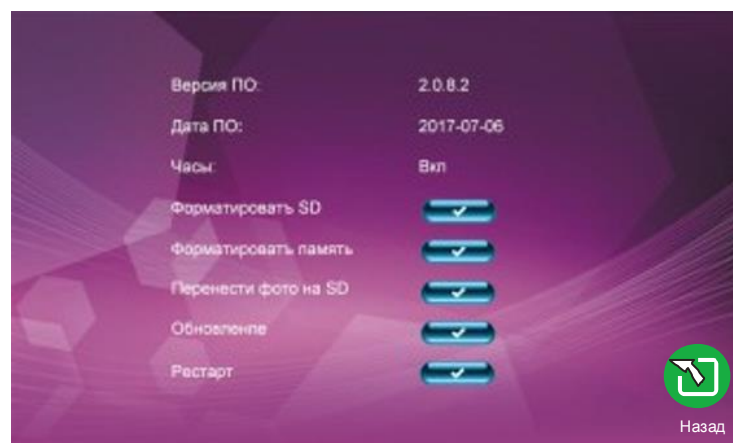 Версия ПО: 2.0.8.2
Дата ПО: 2017-07-06
Часы: Вкл
Форматировать SD
Форматировать память
Перенести фото на SD
Обновленпе
Рестарт
Назад